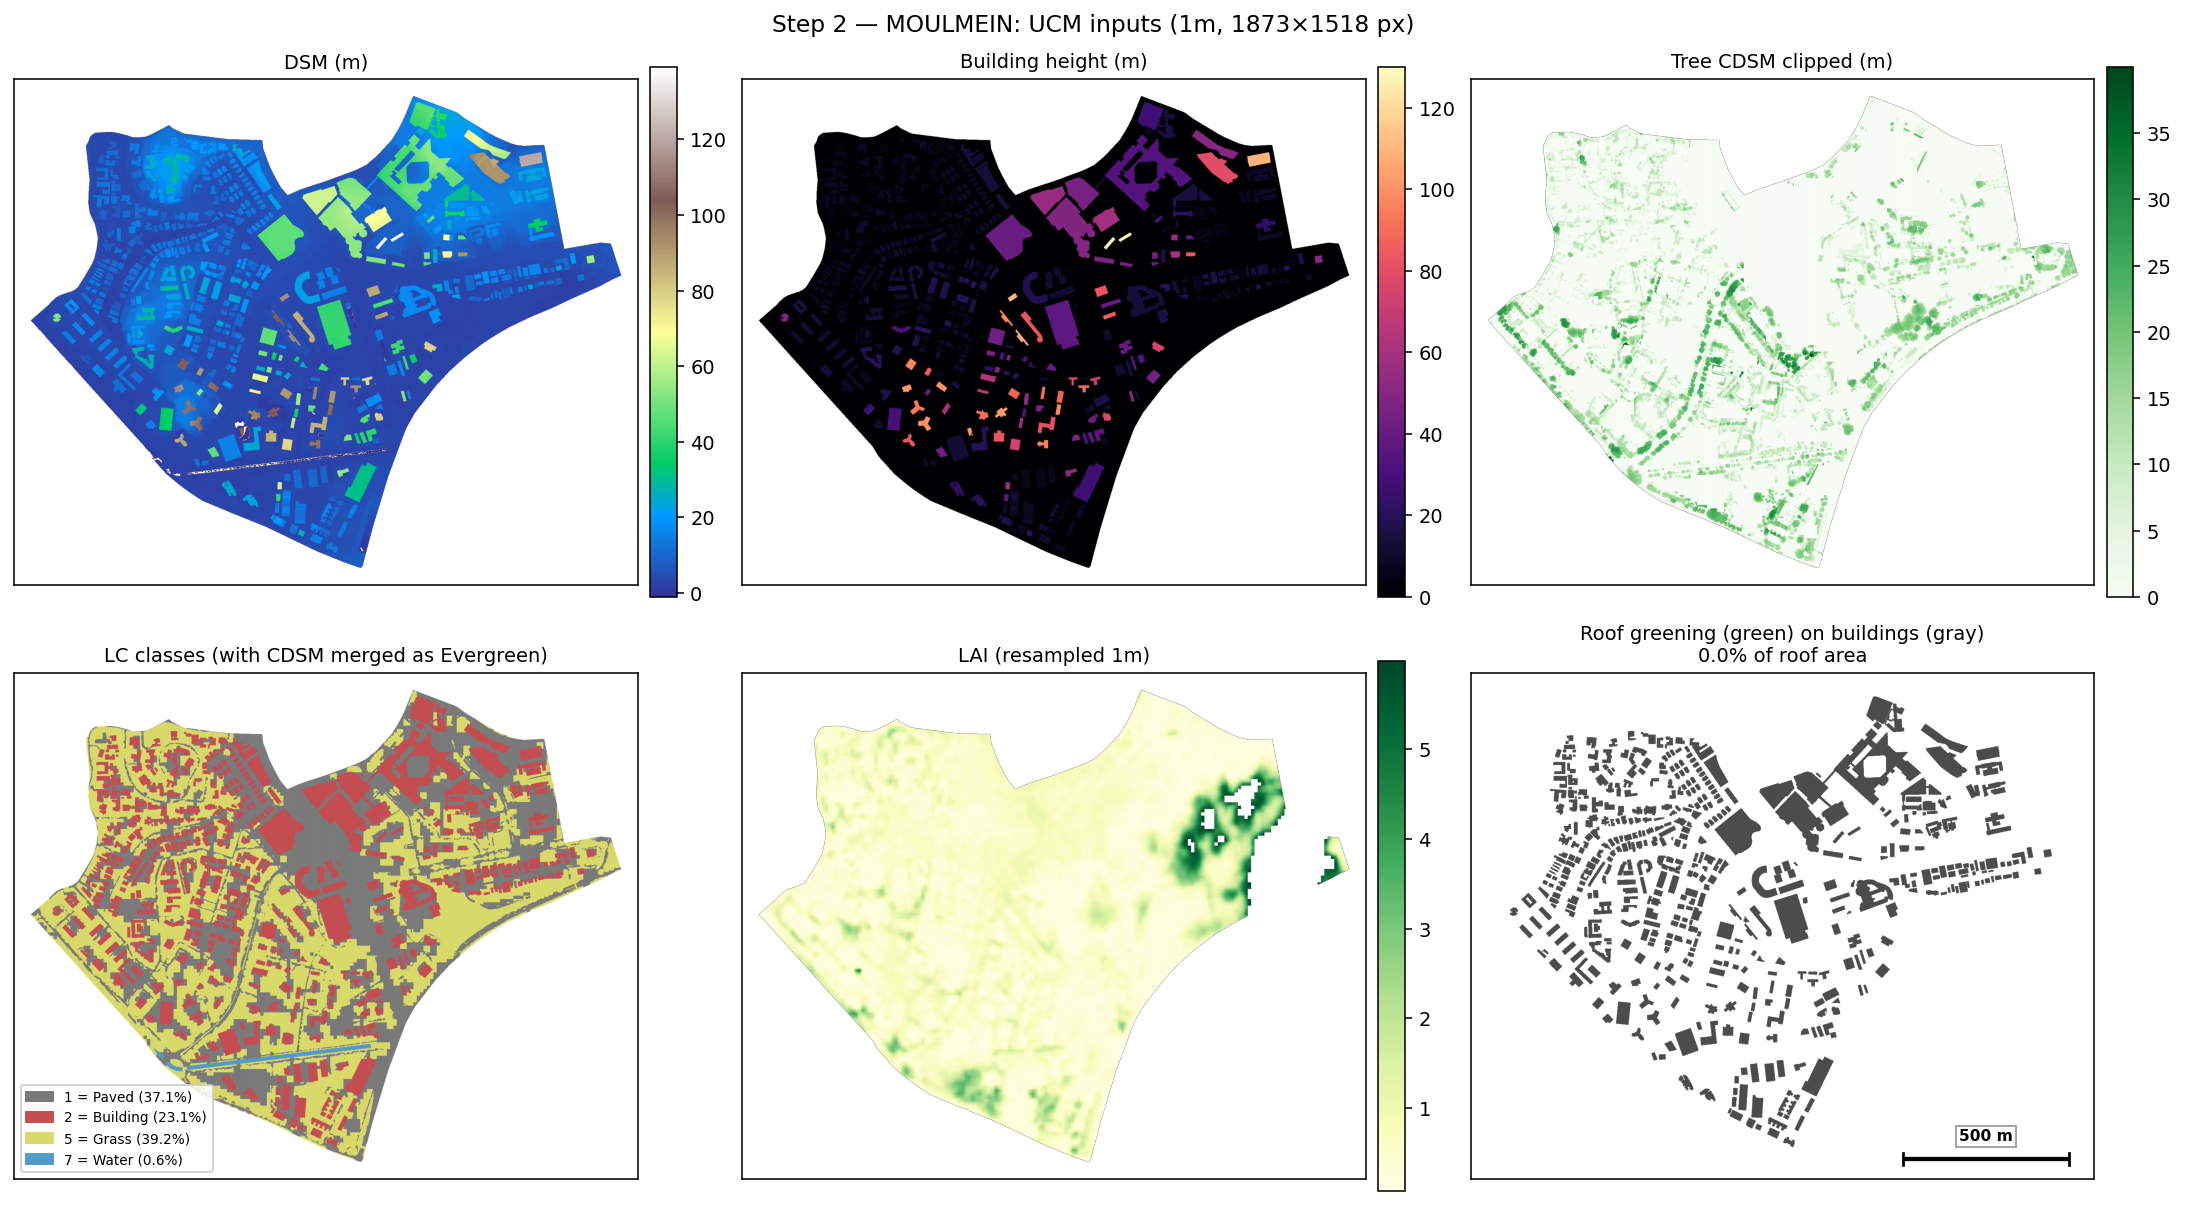 Step 2 — MOULMEIN: UCM inputs (1m, 1873×1518 px)
DSM (m)
120
100
80
60
40
20
0
Building height (m)
120
100
80
60
40
20
0
Tree CDSM clipped (m)
35
30
25
20
15
10
5
0
LC classes (with CDSM merged as Evergreen)
1 = Paved (37.1%)
2 = Building (23.1%)
5 = Grass (39.2%)
7 = Water (0.6%)
LAI (resampled 1m)
5
4
3
2
1
Roof greening (green) on buildings (gray)
0.0% of roof area
500 m